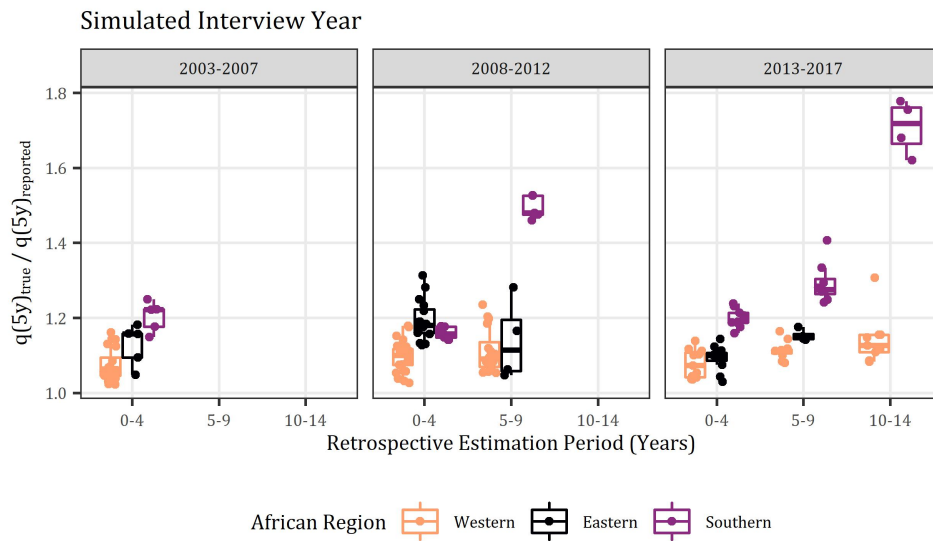 Simulated Interview Year
2003-2007 2008-2012 2013-2017
q(5y)true / q(5y)reported
1.8
1.6
1.4
1.2
1.0
0-4 5-9 10-14 0-4 5-9 10-14 0-4 5-9 10-14
Retrospective Estimation Period (Years)
African Region Western Eastern Southern